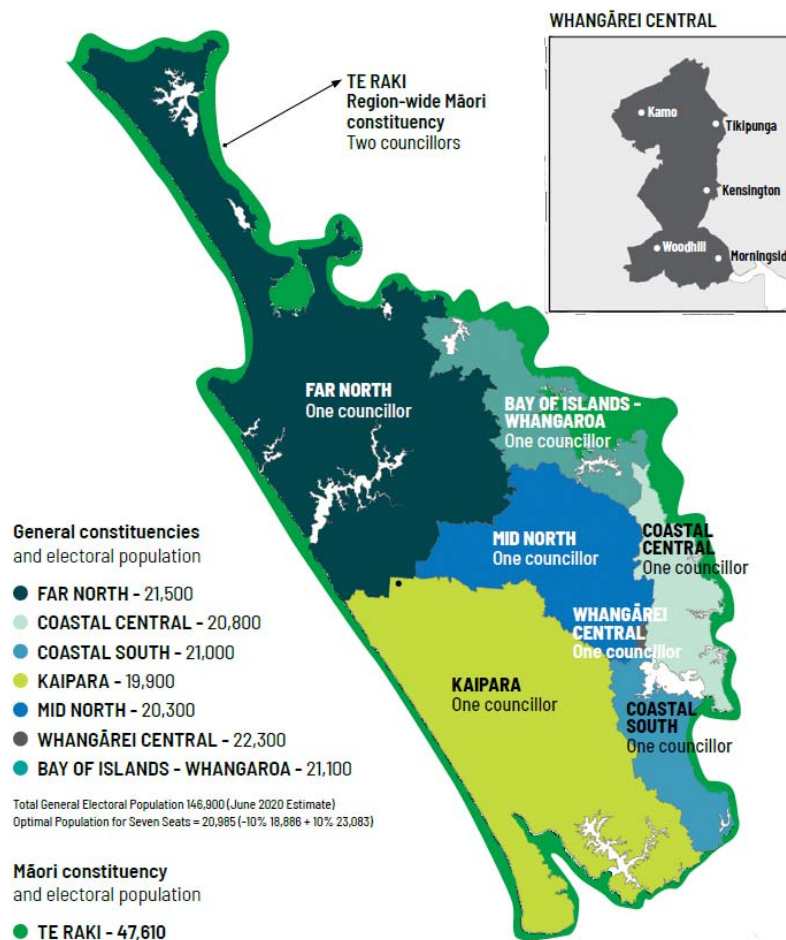 WHANGĀREI CENTRAL
Kamo
Tikipunga
Kensington
Woodhill
Morningsid
TE RAKI
Region-wide Māori
constituency
Two councillors
FAR NORTH
One councillor
BAY OF ISLANDS -
WHANGAROA
One councillor
MID NORTH
One councillor
COASTAL
CENTRAL
One councillor
WHANGĀREI
CENTRAL
One councillor
KAIPARA
One councillor
COASTAL
SOUTH
One councillor
General constituencies
and electoral population
FAR NORTH - 21,500
COASTAL CENTRAL - 20,800
COASTAL SOUTH - 21,000
KAIPARA - 19,900
MID NORTH - 20,300
WHANGĀREI CENTRAL - 22,300
BAY OF ISLANDS - WHANGAROA - 21,100
Total General Electoral Population 146,900 (June 2020 Estimate)
Optimal Population for Seven Seats = 20,985 (-10% 18,886 + 10% 23,083)
Māori constituency
and electoral population
TE RAKI - 47,610